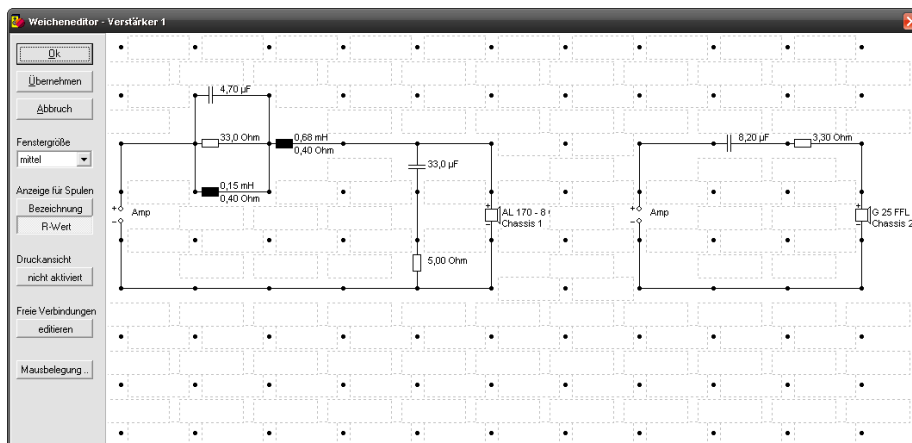 Weicheneditor - Verstärker 1
Ok
Übernehmen
Abbruch
Fenstergröße
mittel
Anzeige für Spulen
Bezeichnung
R-Wert
Druckansicht
nicht aktiviert
Freie Verbindungen
editieren
Mausbelegung ..
4,70 µF
33,0 Ohm
0,15 mH
0,40 Ohm
0,68 mH
0,40 Ohm
33,0 µF
5,00 Ohm
+
-
Amp
+
-
AL 170 - 8
Chassis 1
8,20 µF
3,30 Ohm
+
-
Amp
+
-
G 25 FFL
Chassis 2